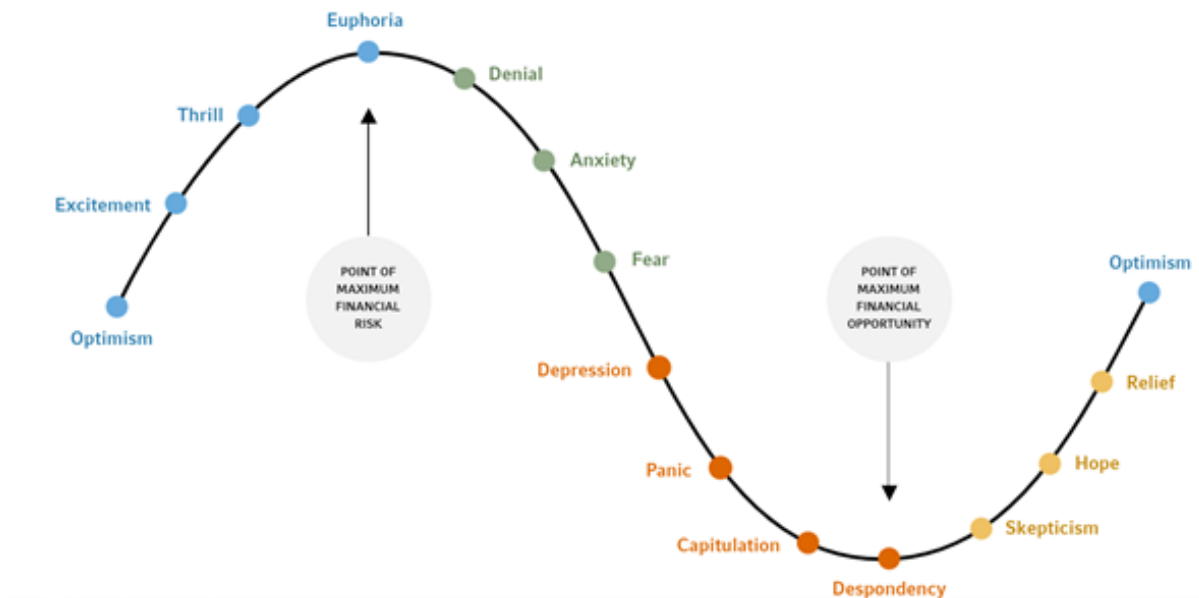 Euphoria
Denial
Thrill
Anxiety
Excitement
Fear
Optimism
POINT OF
MAXIMUM
FINANCIAL
RISK
POINT OF
MAXIMUM
FINANCIAL
OPPORTUNITY
Optimism
Depression
Relief
Panic
Hope
Capitulation
Skepticism
Despondency